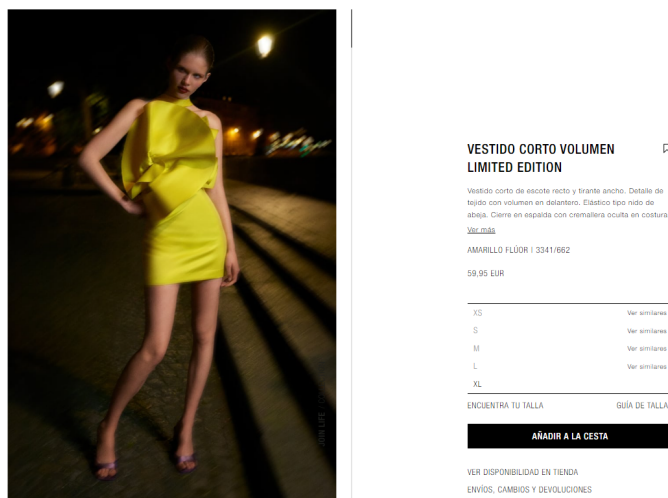 VESTIDO CORTO VOLUMEN
LIMITED EDITION
Vestido corto de escote recto y tirante ancho. Detalle de
tejido con volumen en delantero. Elástico tipo nido de
abeja. Cierre en espalda con cremallera oculta en costura
Ver más
AMARILLO FLÚOR | 3341/662
59,95 EUR
XS Ver similares
S Ver similares
M Ver similares
L Ver similares
XL
ENCUENTRA TU TALLA GUÍA DE TALLA
AÑADIR A LA CESTA
VER DISPONIBILIDAD EN TIENDA
ENVÍOS, CAMBIOS Y DEVOLUCIONES
JOIN LIFE